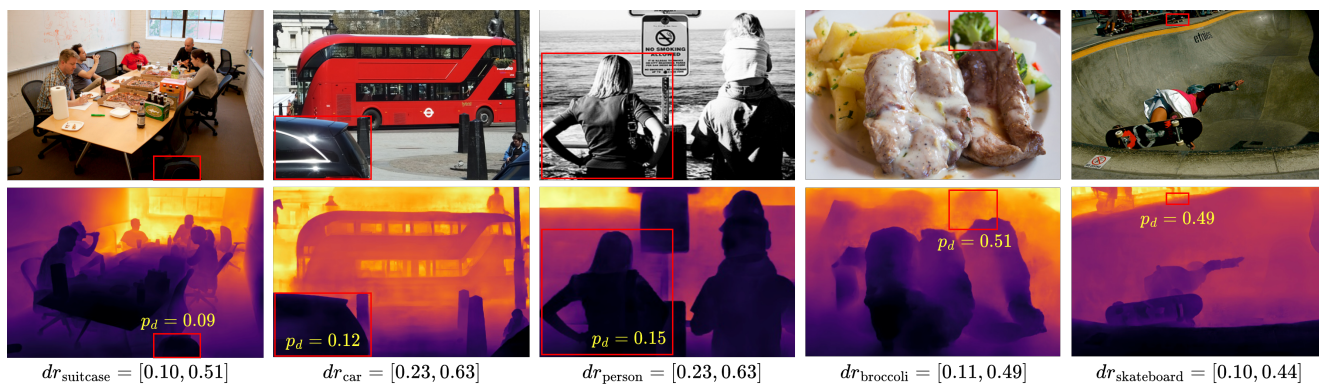 NO SMOKING
ALLOWED
p_d = 0.09
p_d = 0.12
p_d = 0.15
p_d = 0.51
p_d = 0.49
dr_suitcase = [0.10, 0.51]
dr_car = [0.23, 0.63]
dr_person = [0.23, 0.63]
dr_broccoli = [0.11, 0.49]
dr_skateboard = [0.10, 0.44]